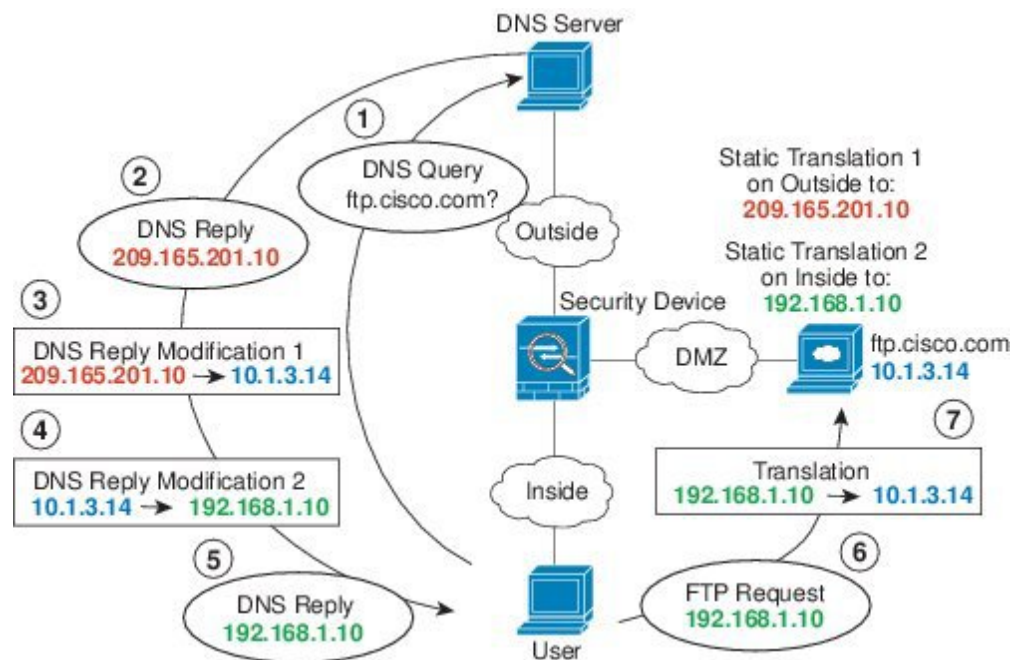 DNS Server
1
DNS Query
ftp.cisco.com?
2
DNS Reply
209.165.201.10
Outside
Static Translation 1
on Outside to:
209.165.201.10
Static Translation 2
on Inside to:
192.168.1.10
3
DNS Reply Modification 1
209.165.201.10 → 10.1.3.14
Security Device
DMZ
ftp.cisco.com
10.1.3.14
4
DNS Reply Modification 2
10.1.3.14 → 192.168.1.10
Inside
7
Translation
192.168.1.10 → 10.1.3.14
5
DNS Reply
192.168.1.10
User
6
FTP Request
192.168.1.10